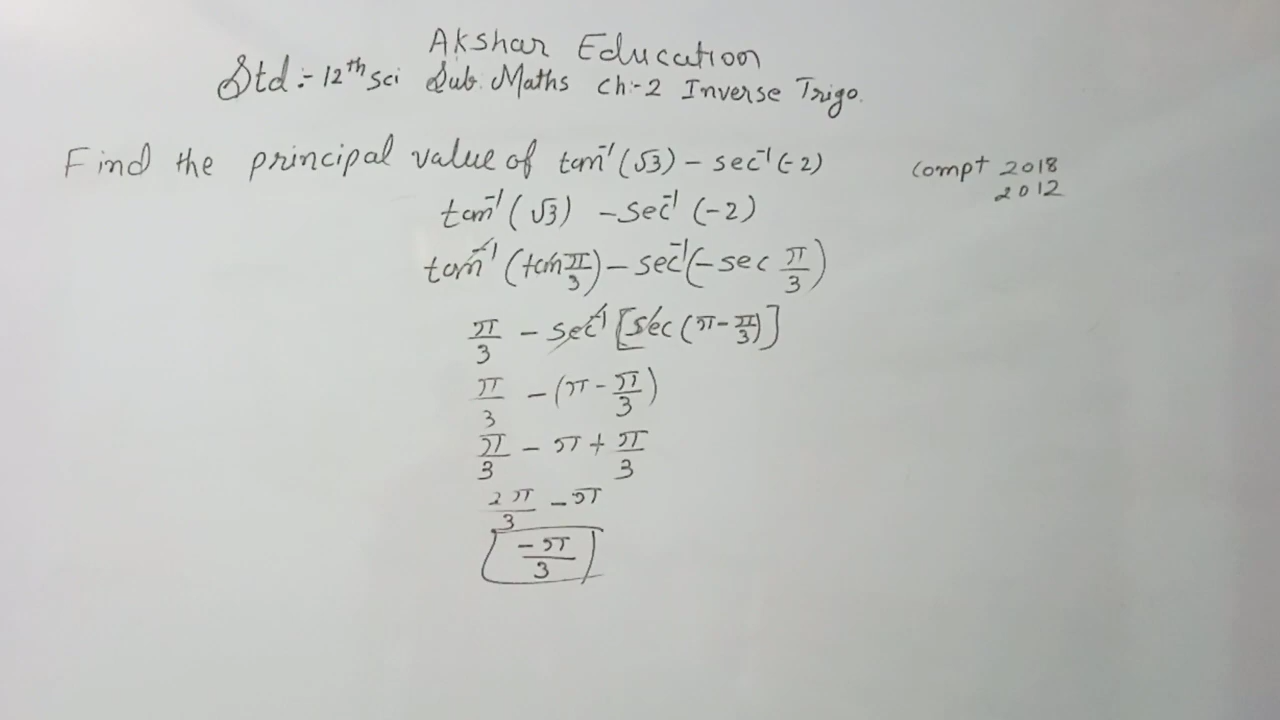 Akshar Education
Std :- 12th sci Sub. Maths ch:-2 Inverse Trigo.
Find the principal value of tan⁻¹(√3) - sec⁻¹(-2) compt 2018
2012
tan⁻¹(√3) - sec⁻¹(-2)
tan⁻¹(tan π/3) - sec⁻¹(-sec π/3)
π/3 - sec⁻¹[sec(π - π/3)]
π/3 - (π - π/3)
π/3 - π + π/3
2π/3 - π
-π/3